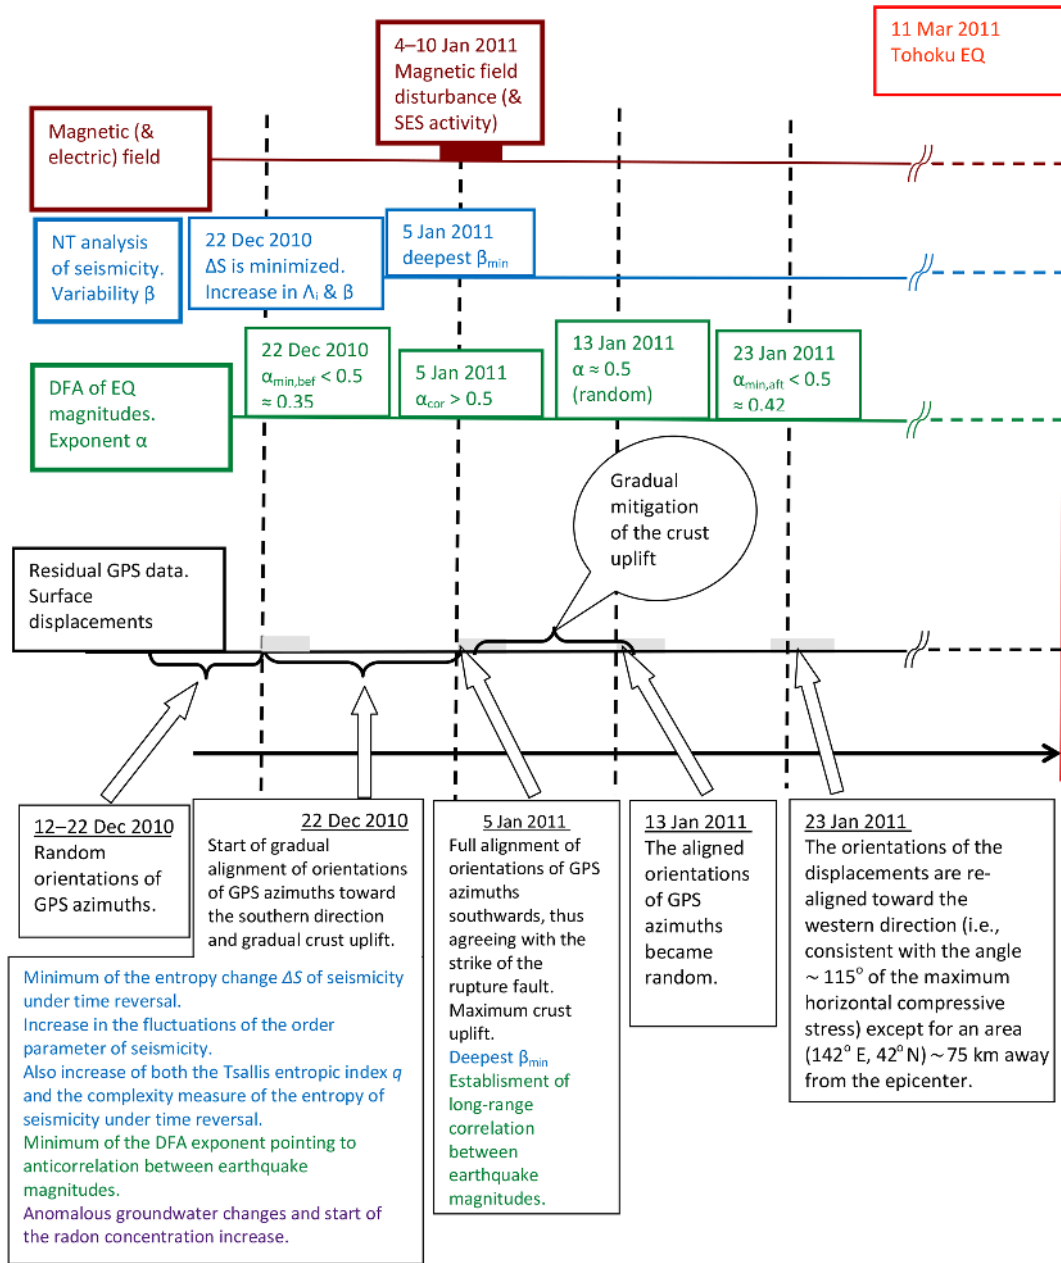 11 Mar 2011
Tohoku EQ
4–10 Jan 2011
Magnetic field
disturbance (&
SES activity)
Magnetic (&
electric) field
NT analysis
of seismicity.
Variability β
22 Dec 2010
ΔS is minimized.
Increase in Λᵢ & β
5 Jan 2011
deepest βmin
DFA of EQ
magnitudes.
Exponent α
22 Dec 2010
αmin,bef < 0.5
≈ 0.35
5 Jan 2011
αcor > 0.5
13 Jan 2011
α ≈ 0.5
(random)
23 Jan 2011
αmin,aft < 0.5
≈ 0.42
Gradual
mitigation
of the crust
uplift
Residual GPS data.
Surface
displacements
12–22 Dec 2010
Random
orientations of
GPS azimuths.
22 Dec 2010
Start of gradual
alignment of orientations
of GPS azimuths toward
the southern direction
and gradual crust uplift.
Minimum of the entropy change ΔS of seismicity
under time reversal.
Increase in the fluctuations of the order
parameter of seismicity.
Also increase of both the Tsallis entropic index q
and the complexity measure of the entropy of
seismicity under time reversal.
Minimum of the DFA exponent pointing to
anticorrelation between earthquake
magnitudes.
Anomalous groundwater changes and start of
the radon concentration increase.
5 Jan 2011
Full alignment of
orientations of GPS
azimuths
southwards, thus
agreeing with the
strike of the
rupture fault.
Maximum crust
uplift.
Deepest βmin
Establisment of
long-range
correlation
between
earthquake
magnitudes.
13 Jan 2011
The aligned
orientations
of GPS
azimuths
became
random.
23 Jan 2011
The orientations of the
displacements are re-
aligned toward the
western direction (i.e.,
consistent with the angle
~ 115° of the maximum
horizontal compressive
stress) except for an area
(142° E, 42° N) ~ 75 km away
from the epicenter.